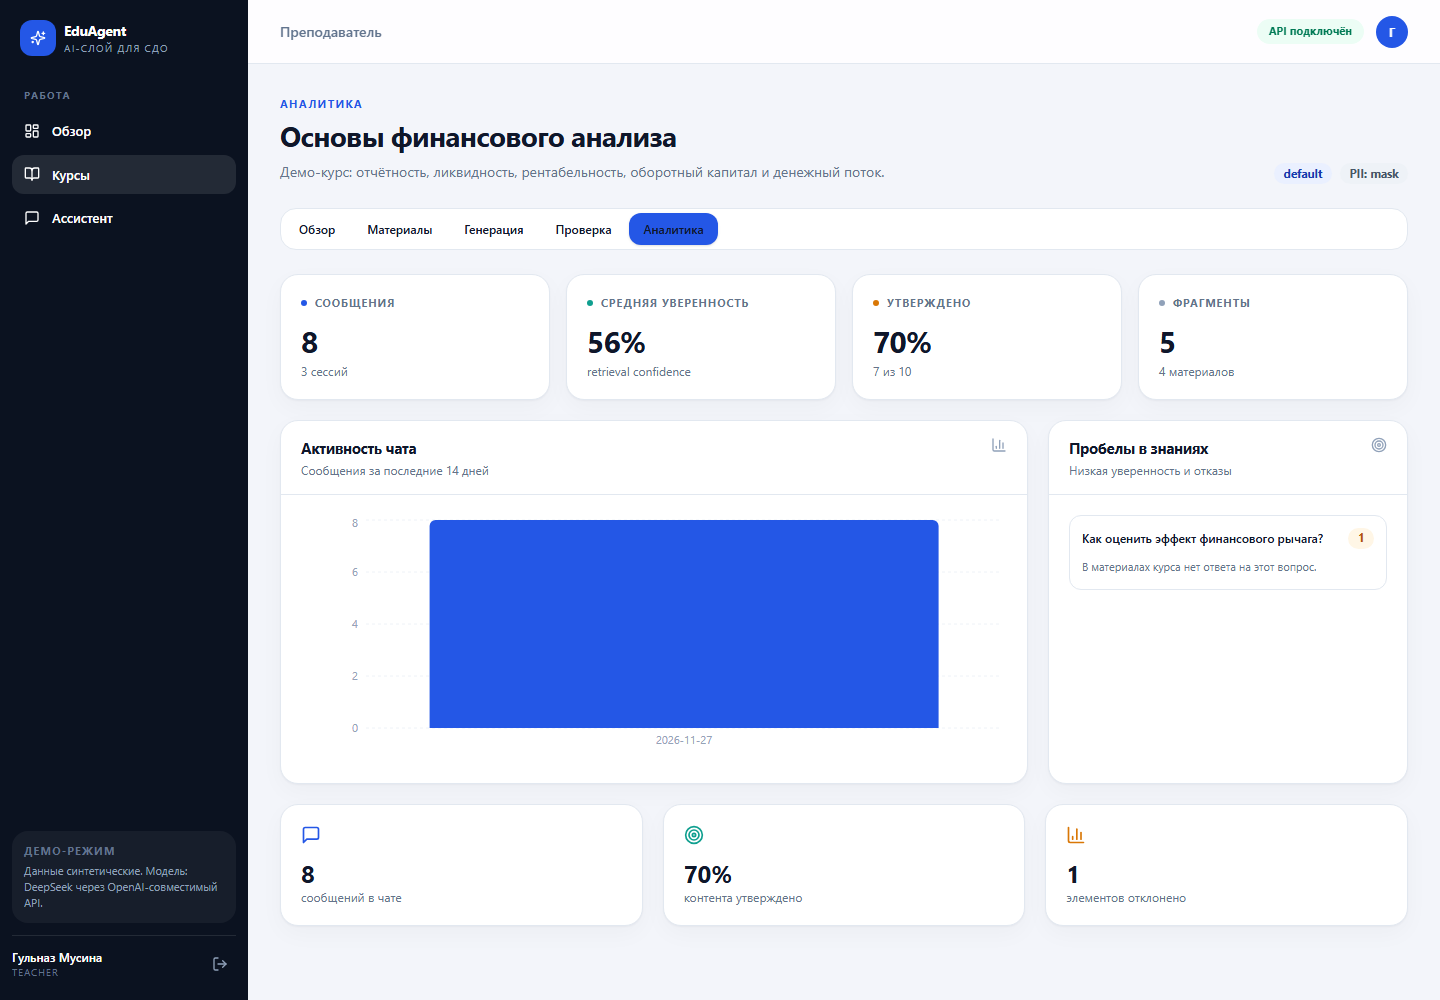 EduAgent
AI-СЛОЙ ДЛЯ СДО
РАБОТА
Обзор
Курсы
Ассистент
ДЕМО-РЕЖИМ
Данные синтетические. Модель:
DeepSeek через OpenAI-совместимый
API.
Гульназ Мусина
TEACHER
Преподаватель
API подключён
Г
АНАЛИТИКА
Основы финансового анализа
Демо-курс: отчётность, ликвидность, рентабельность, оборотный капитал и денежный поток.
default
PII: mask
Обзор
Материалы
Генерация
Проверка
Аналитика
СООБЩЕНИЯ
8
3 сессий
СРЕДНЯЯ УВЕРЕННОСТЬ
56%
retrieval confidence
УТВЕРЖДЕНО
70%
7 из 10
ФРАГМЕНТЫ
5
4 материалов
Активность чата
Сообщения за последние 14 дней
8
6
4
2
0
2026-11-27
Пробелы в знаниях
Низкая уверенность и отказы
Как оценить эффект финансового рычага?
1
В материалах курса нет ответа на этот вопрос.
8
сообщений в чате
70%
контента утверждено
1
элементов отклонено